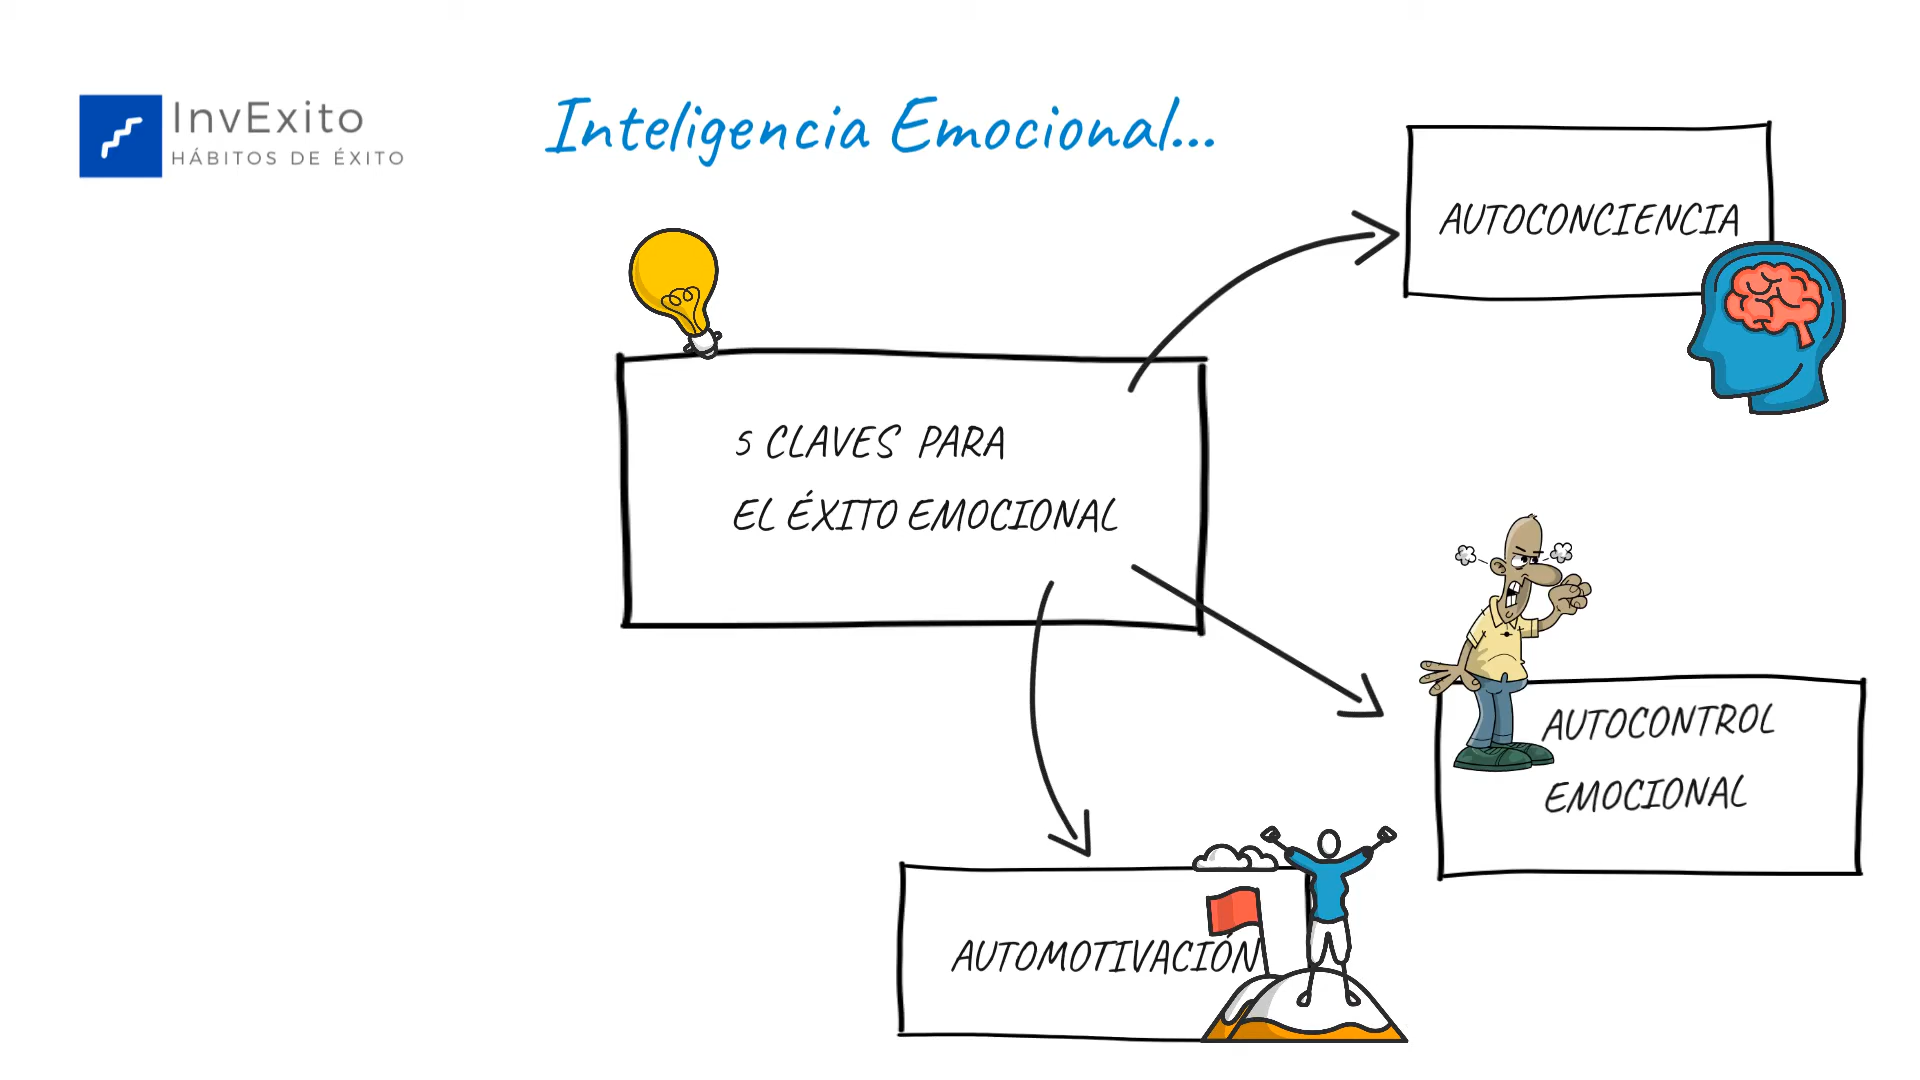 InvExito
HÁBITOS DE ÉXITO
Inteligencia Emocional...
AUTOCONCIENCIA
5 CLAVES PARA
EL ÉXITO EMOCIONAL
AUTOCONTROL
EMOCIONAL
AUTOMOTIVACIÓN